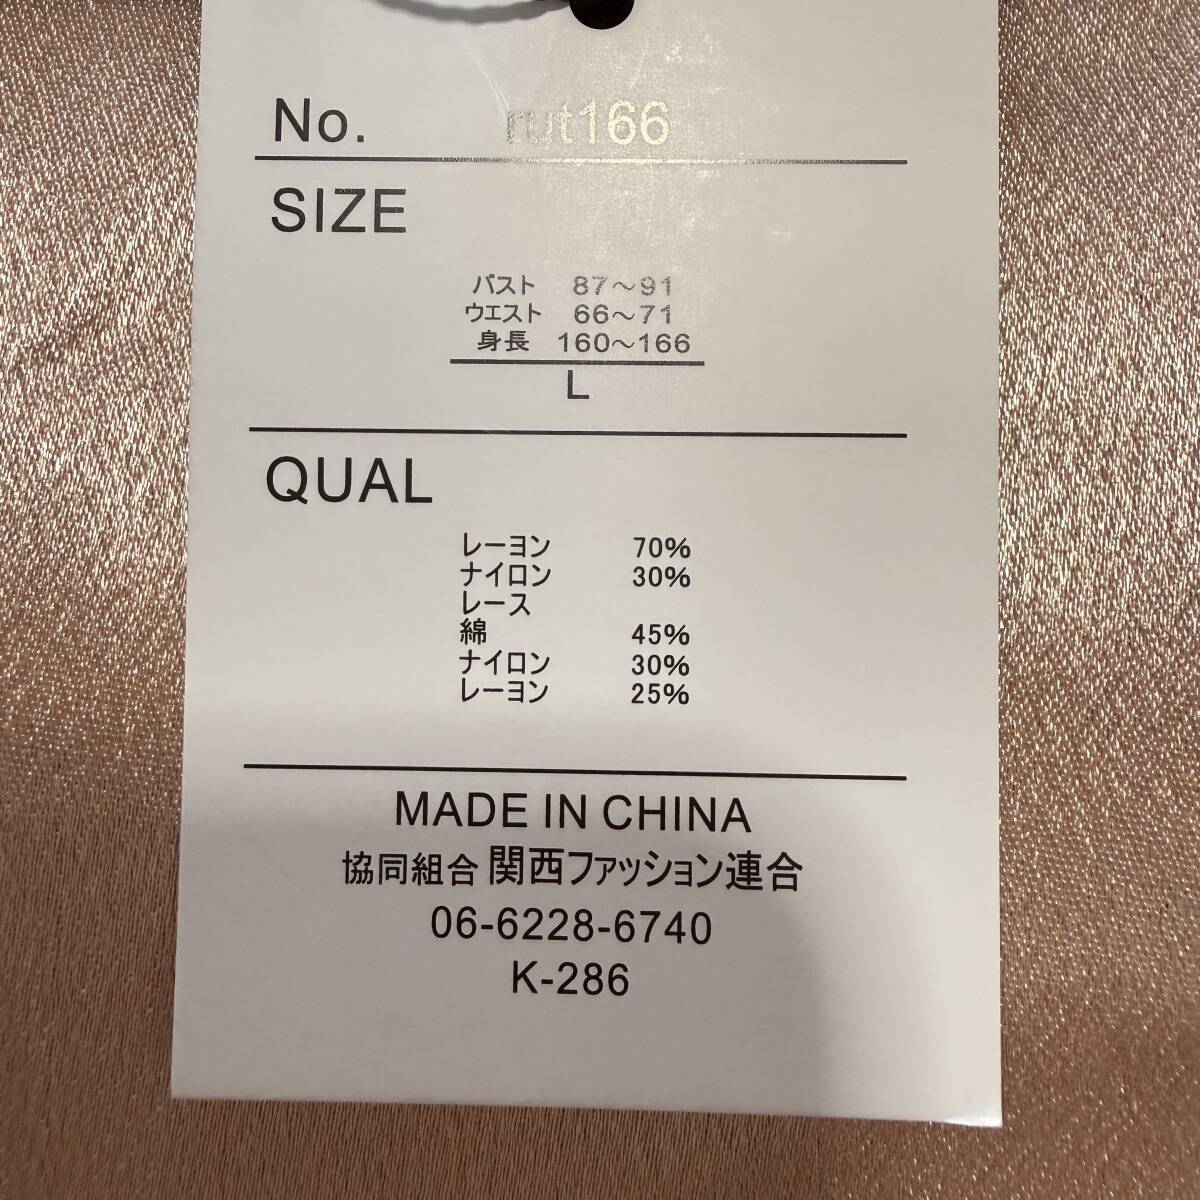 No. rut166
SIZE
バスト 87～91
ウエスト 66～71
身長 160～166
L
QUAL
レーヨン 70%
ナイロン 30%
レース
綿 45%
ナイロン 30%
レーヨン 25%
MADE IN CHINA
協同組合 関西ファッション連合
06-6228-6740
K-286